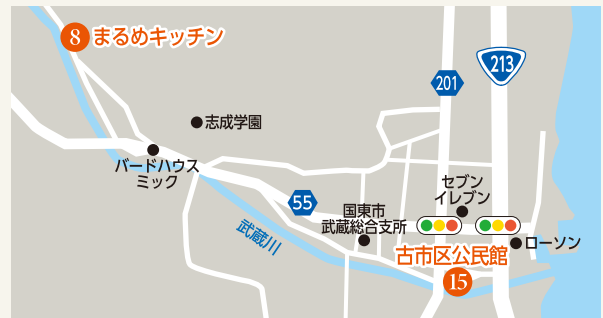 8 まるめキッチン
213
201
志成学園
バードハウス
ミック
セブン
イレブン
55
国東市
武蔵総合支所
武蔵川
ローソン
古市区公民館
15